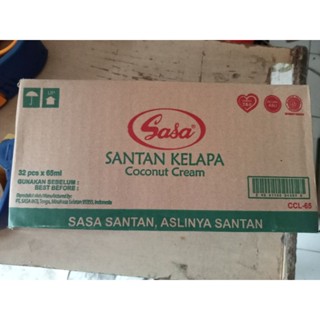 Sasa
SANTAN KELAPA
Coconut Cream
32 pcs x 65ml
GUNAKAN SEBELUM :
BEST BEFORE :
CCL-65
SASA SANTAN, ASLINYA SANTAN